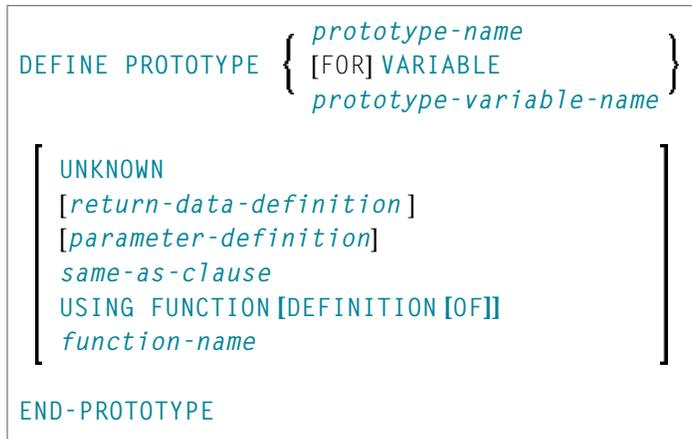 prototype-name
DEFINE PROTOTYPE { [FOR] VARIABLE }
prototype-variable-name
[ UNKNOWN
[return-data-definition ]
[parameter-definition]
same-as-clause
USING FUNCTION [DEFINITION [OF]]
function-name ]
END-PROTOTYPE